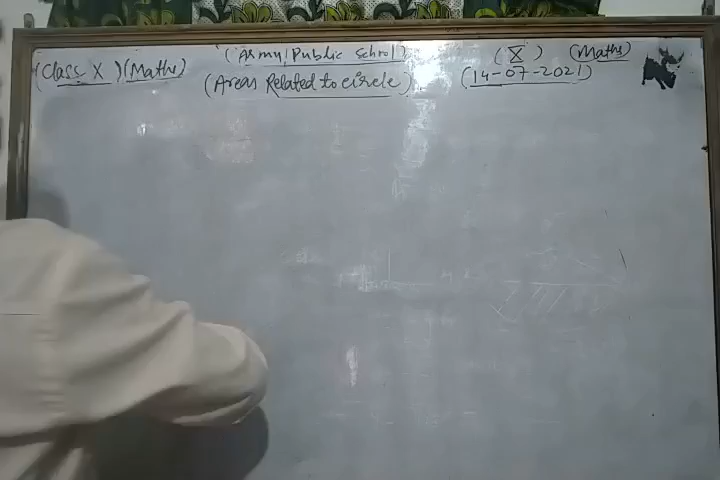 (Army Public School) (X) (Maths)
(Class X) (Maths)
(Areas Related to circle) (14-07-2021)